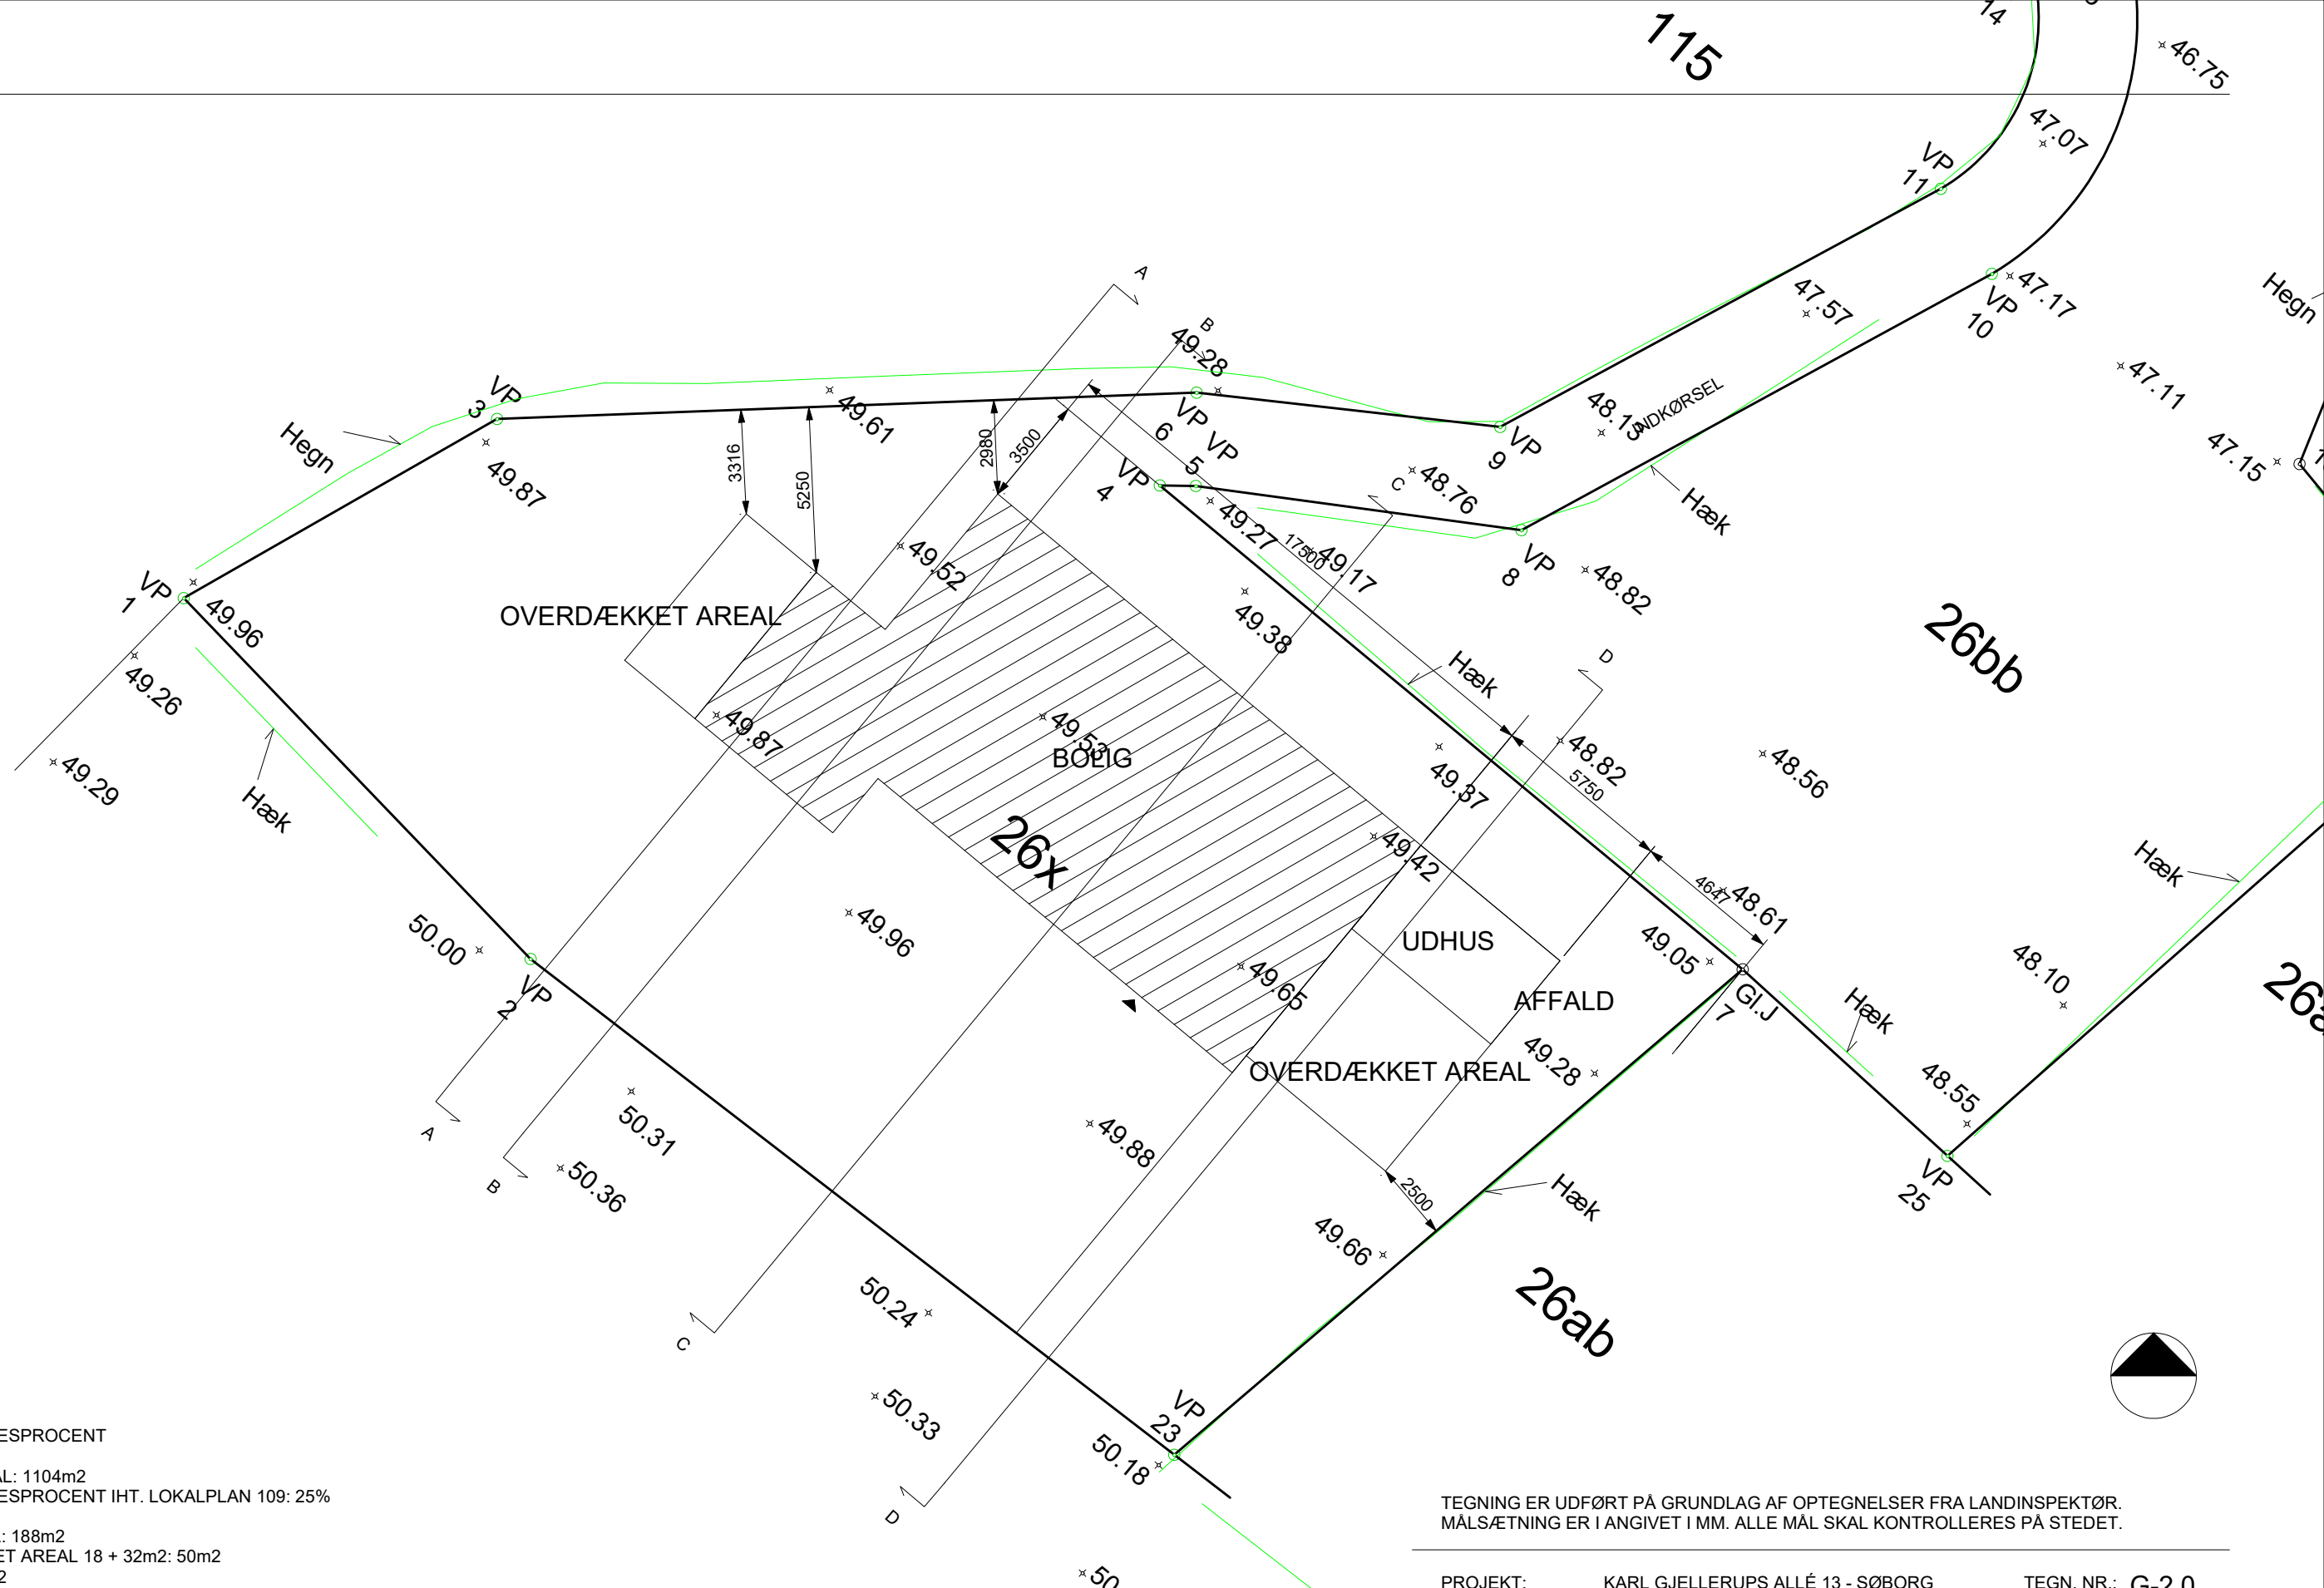 115
14
46.75
47.07
VP
11
47.17
VP
10
47.57
Hegn
47.11
47.15
A
B
49.28
VP
3
49.61
VP
6
VP
5
VP
4
48.13
INDKØRSEL
VP
9
Hegn
49.87
3316
5250
2980
3500
C
48.76
Hæk
49.27
17500
49.17
VP
8
48.82
VP
1
49.96
49.52
OVERDÆKKET AREAL
49.38
26bb
49.26
Hæk
D
49.87
49.53
BOLIG
49.29
Hæk
49.37
48.82
5750
48.56
26x
49.42
Hæk
4647
48.61
50.00
49.96
UDHUS
49.05
48.10
VP
2
49.65
AFFALD
Gl.J
7
Hæk
49.28
OVERDÆKKET AREAL
48.55
A
50.31
49.88
B
50.36
2500
Hæk
VP
25
49.66
50.24
26ab
C
50.33
VP
23
50.18
D
ESPROCENT
AL: 1104m2
ESPROCENT IHT. LOKALPLAN 109: 25%
: 188m2
ET AREAL 18 + 32m2: 50m2
TEGNING ER UDFØRT PÅ GRUNDLAG AF OPTEGNELSER FRA LANDINSPEKTØR.
MÅLSÆTNING ER I ANGIVET I MM. ALLE MÅL SKAL KONTROLLERES PÅ STEDET.
PROJEKT: KARL GJELLERUPS ALLÉ 13 - SØBORG TEGN. NR.: G-2.0